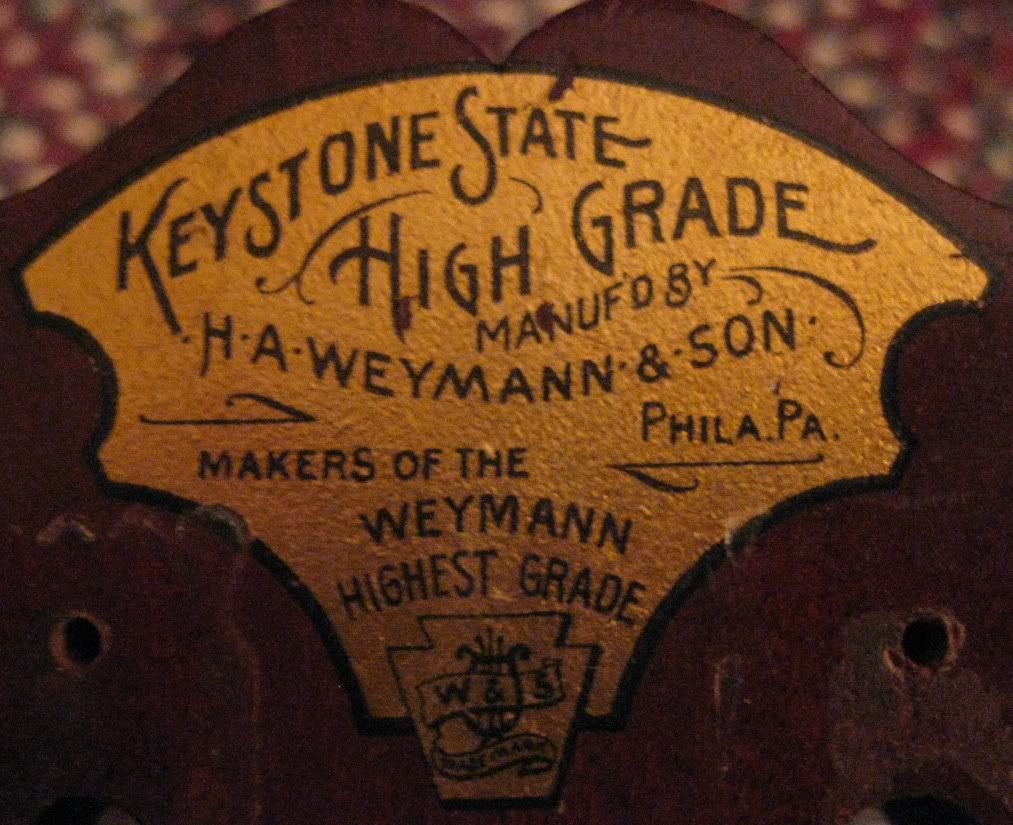 KEYSTONE STATE
HIGH GRADE
MANUF'D BY
·H·A·WEYMANN·&·SON·
PHILA. PA.
MAKERS OF THE
WEYMANN
HIGHEST GRADE
W & S
TRADE MARK